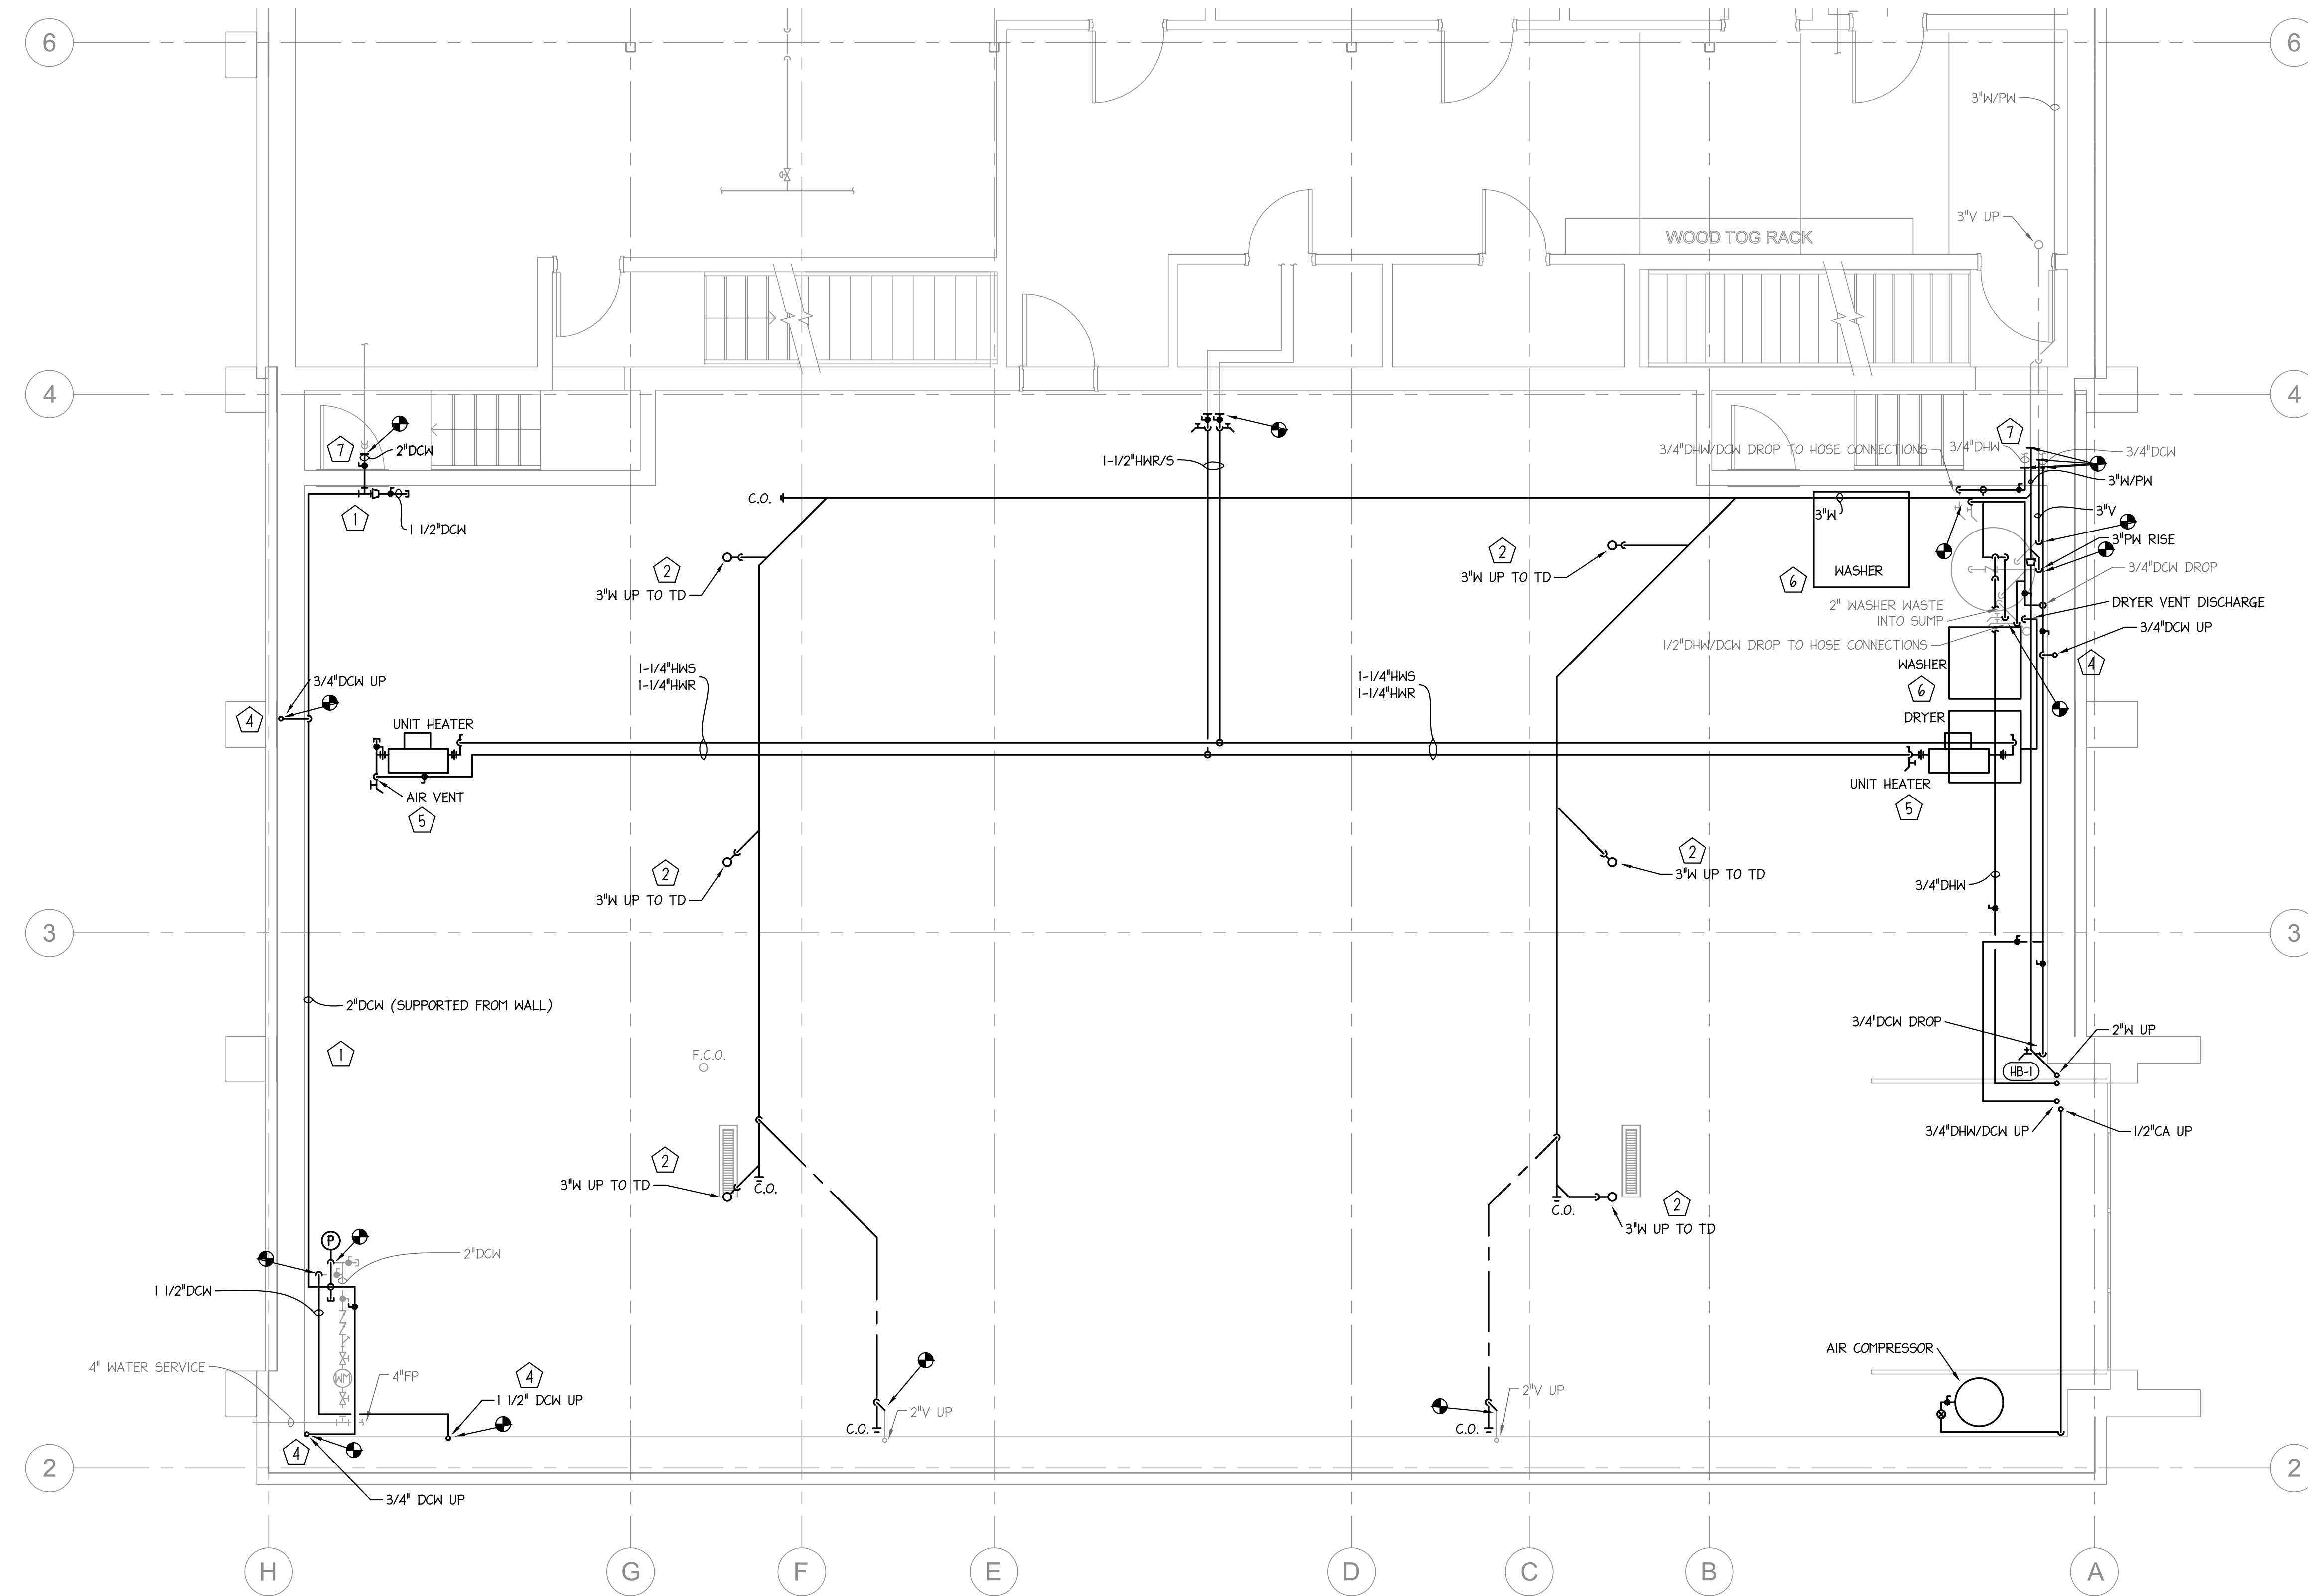 6
6
3"W/PW
3"V UP
WOOD TOG RACK
4
4
7
2"DCW
1-1/2"HWR/S
3/4"DHW/DCW DROP TO HOSE CONNECTIONS
3/4"DHW
7
3/4"DCW
3"W/PW
C.O.
1
1 1/2"DCW
3"W
3"V
2
3"W UP TO TD
2
3"W UP TO TD
WASHER
6
3"PW RISE
3/4"DCW DROP
2" WASHER WASTE
INTO SUMP
DRYER VENT DISCHARGE
1/2"DHW/DCW DROP TO HOSE CONNECTIONS
3/4"DCW UP
4
WASHER
6
3/4"DCW UP
4
1-1/4"HWS
1-1/4"HWR
1-1/4"HWS
1-1/4"HWR
UNIT HEATER
DRYER
AIR VENT
5
UNIT HEATER
5
2
3"W UP TO TD
2
3"W UP TO TD
3/4"DHW
3
3
2"DCW (SUPPORTED FROM WALL)
1
F.C.O.
3/4"DCW DROP
2"W UP
HB-1
3/4"DHW/DCW UP
1/2"CA UP
2
3"W UP TO TD
C.O.
C.O.
2
3"W UP TO TD
P
2"DCW
1 1/2"DCW
4" WATER SERVICE
WM
4"FP
4
1 1/2" DCW UP
4
3/4" DCW UP
C.O.
2"V UP
C.O.
2"V UP
AIR COMPRESSOR
2
2
H
G
F
E
D
C
B
A